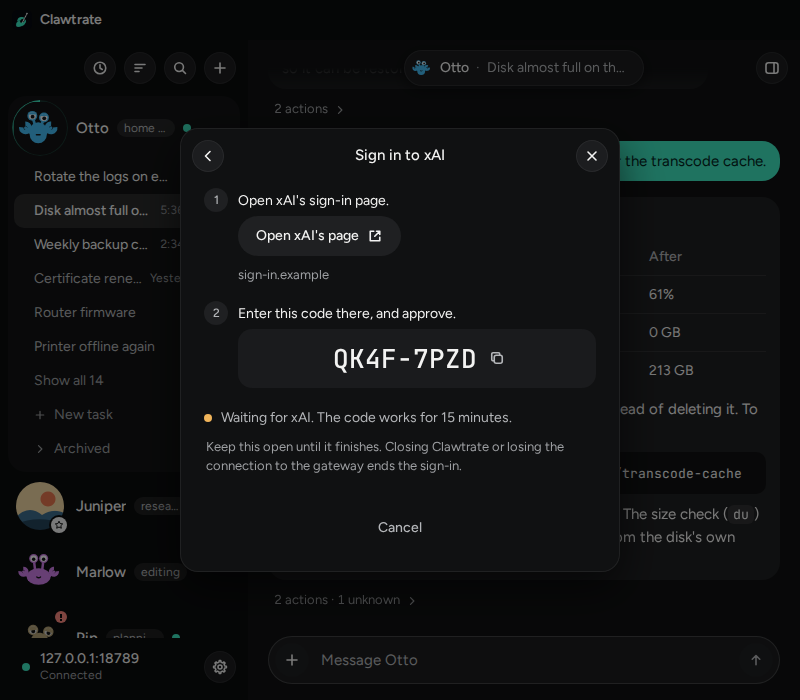 Clawtrate
Otto · Disk almost full on th...
2 actions
Otto home ...
Rotate the logs on e...
Disk almost full o... 5:36
Weekly backup c... 2:34
Certificate rene... Yeste
Router firmware
Printer offline again
Show all 14
New task
Archived
Juniper resea...
Marlow editing
Pip planni...
127.0.0.1:18789
Connected
the transcode cache.
After
61%
0 GB
213 GB
ead of deleting it. To
/transcode-cache
The size check ( du )
om the disk's own
2 actions · 1 unknown
Message Otto
Sign in to xAI
1 Open xAI's sign-in page.
Open xAI's page
sign-in.example
2 Enter this code there, and approve.
QK4F-7PZD
Waiting for xAI. The code works for 15 minutes.
Keep this open until it finishes. Closing Clawtrate or losing the
connection to the gateway ends the sign-in.
Cancel